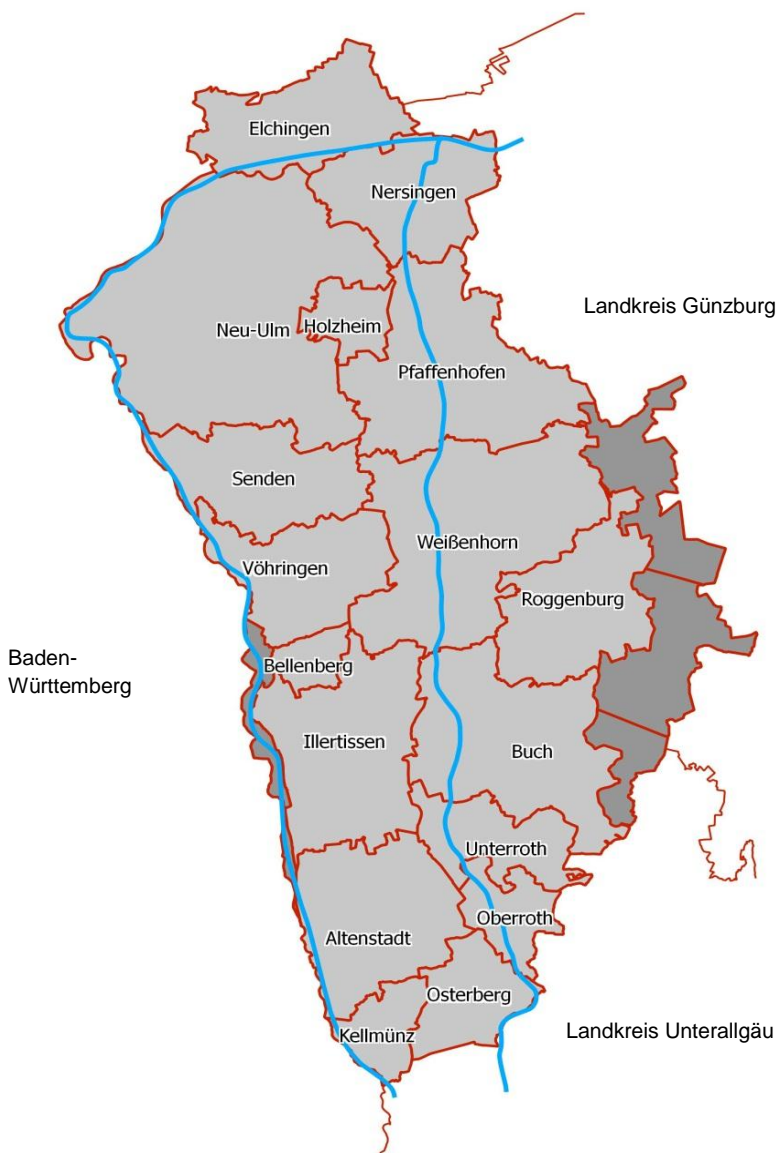 Elchingen
Nersingen
Landkreis Günzburg
Neu-Ulm
Holzheim
Pfaffenhofen
Senden
Weißenhorn
Vöhringen
Roggenburg
Baden-
Württemberg
Bellenberg
Illertissen
Buch
Unterroth
Oberroth
Altenstadt
Osterberg
Kellmünz
Landkreis Unterallgäu